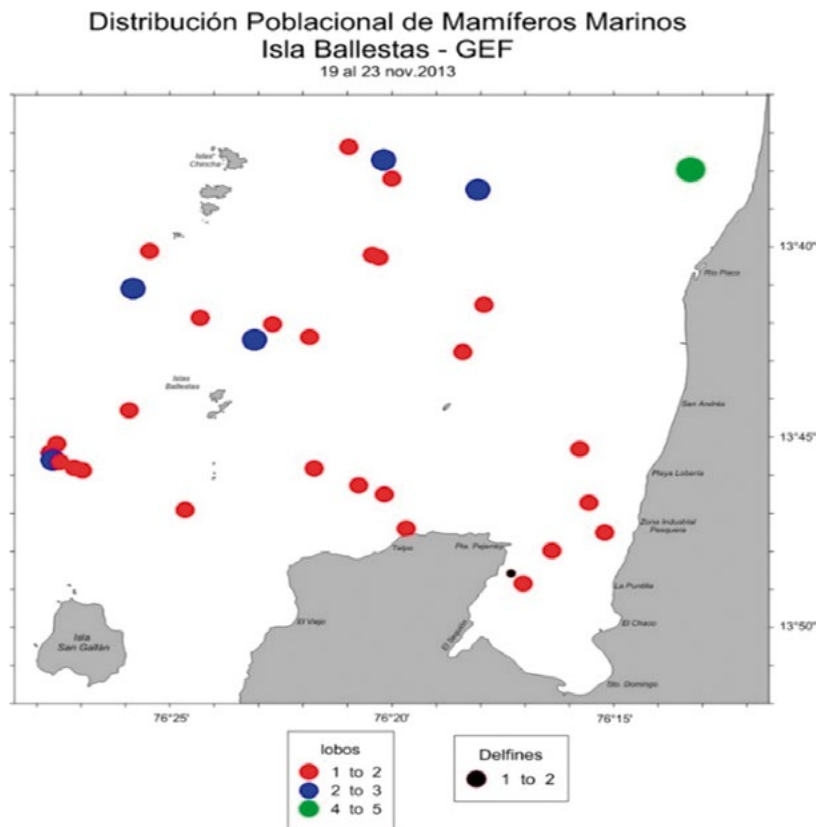 Distribución Poblacional de Mamíferos Marinos
Isla Ballestas - GEF
19 al 23 nov.2013
Islas
Chincha
13°40"
Rio Pisco
Islas
Ballestas
San Andrés
13°45"
Playa Lobería
Zona Industrial
Pesquera
Talpo
Pta. Pejerrey
La Puntilla
El Viejo
El Chaco
13°50"
Isla
San Gallán
Sto. Domingo
76°25"
76°20"
76°15"
lobos
1 to 2
2 to 3
4 to 5
Delfines
1 to 2